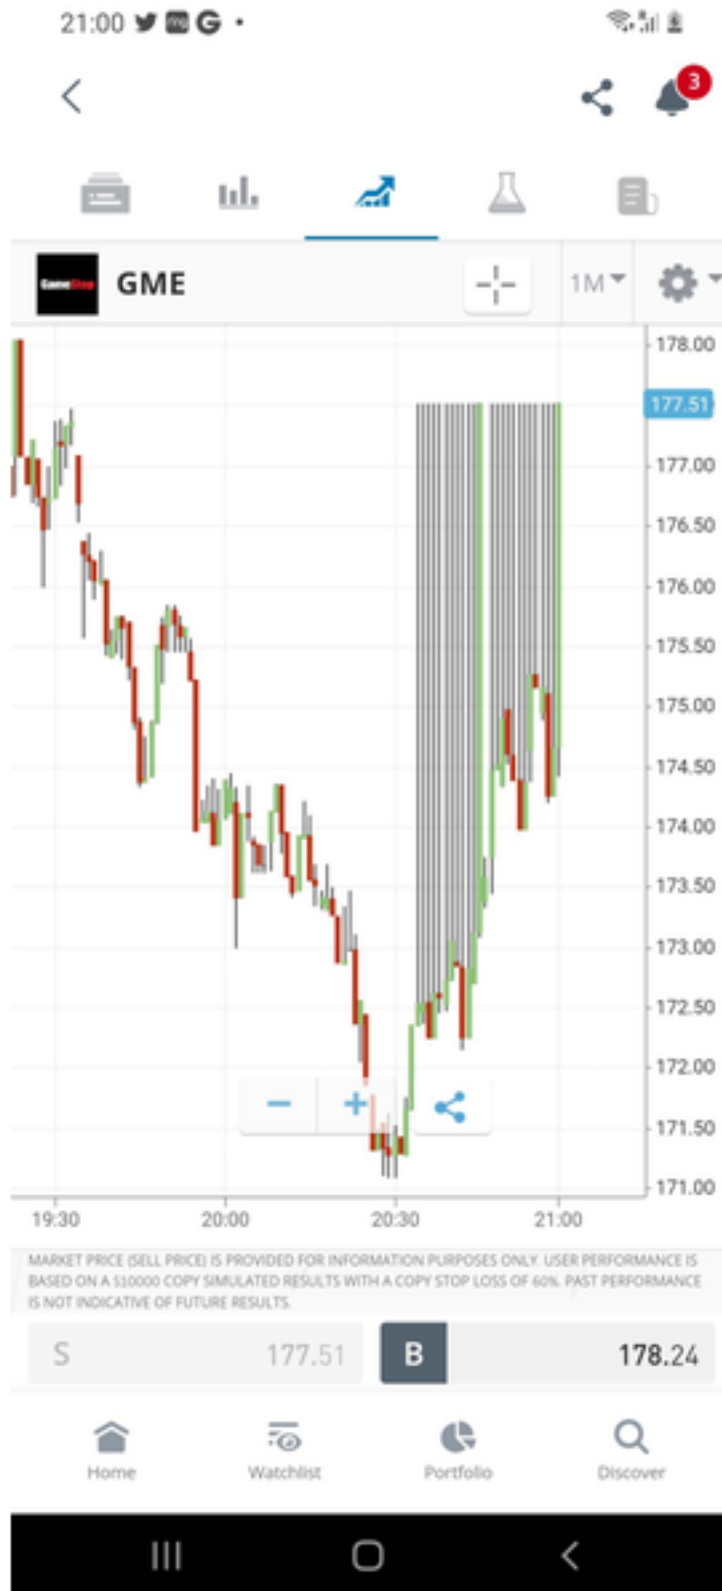 21:00
3
GameStop
GME
1M
178.00
177.51
177.00
176.50
176.00
175.50
175.00
174.50
174.00
173.50
173.00
172.50
172.00
171.50
171.00
19:30 20:00 20:30 21:00
MARKET PRICE (SELL PRICE) IS PROVIDED FOR INFORMATION PURPOSES ONLY. USER PERFORMANCE IS
BASED ON A $10000 COPY SIMULATED RESULTS WITH A COPY STOP LOSS OF 60%. PAST PERFORMANCE
IS NOT INDICATIVE OF FUTURE RESULTS.
S 177.51 B 178.24
Home Watchlist Portfolio Discover